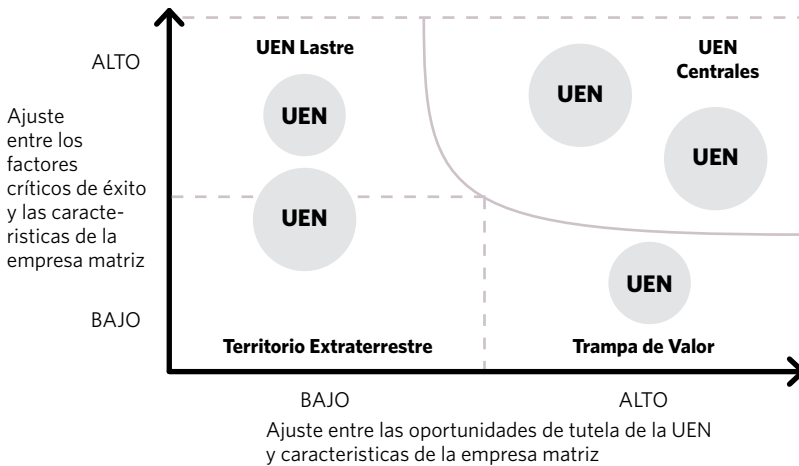 ALTO
Ajuste
entre los
factores
críticos de éxito
y las caracte-
risticas de la
empresa matriz
BAJO
UEN Lastre
UEN
UEN
Territorio Extraterrestre
UEN
UEN
Centrales
UEN
UEN
Trampa de Valor
BAJO
ALTO
Ajuste entre las oportunidades de tutela de la UEN
y caracteristicas de la empresa matriz